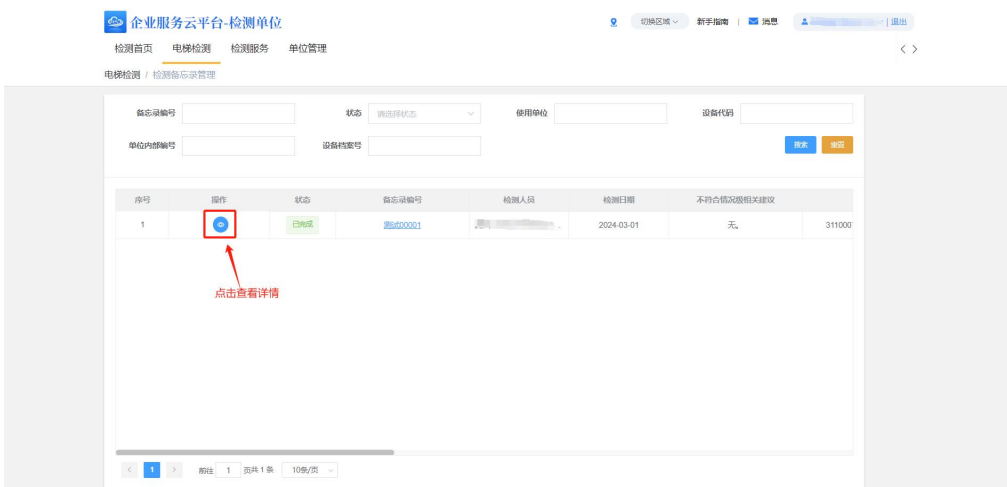 企业服务云平台-检测单位
切换区域 新手指南 | 消息 | 退出
检测首页 电梯检测 检测服务 单位管理
电梯检测 / 检测备忘录管理
备忘录编号 状态 请选择状态 使用单位 设备代码
单位内部编号 设备档案号 搜索 重置
序号 操作 状态 备忘录编号 检测人员 检测日期 不符合情况级相关建议
1 已完成 测试00001 2024-03-01 无。 311000
点击查看详情
< 1 > 前往 1 页共 1 条 10条/页